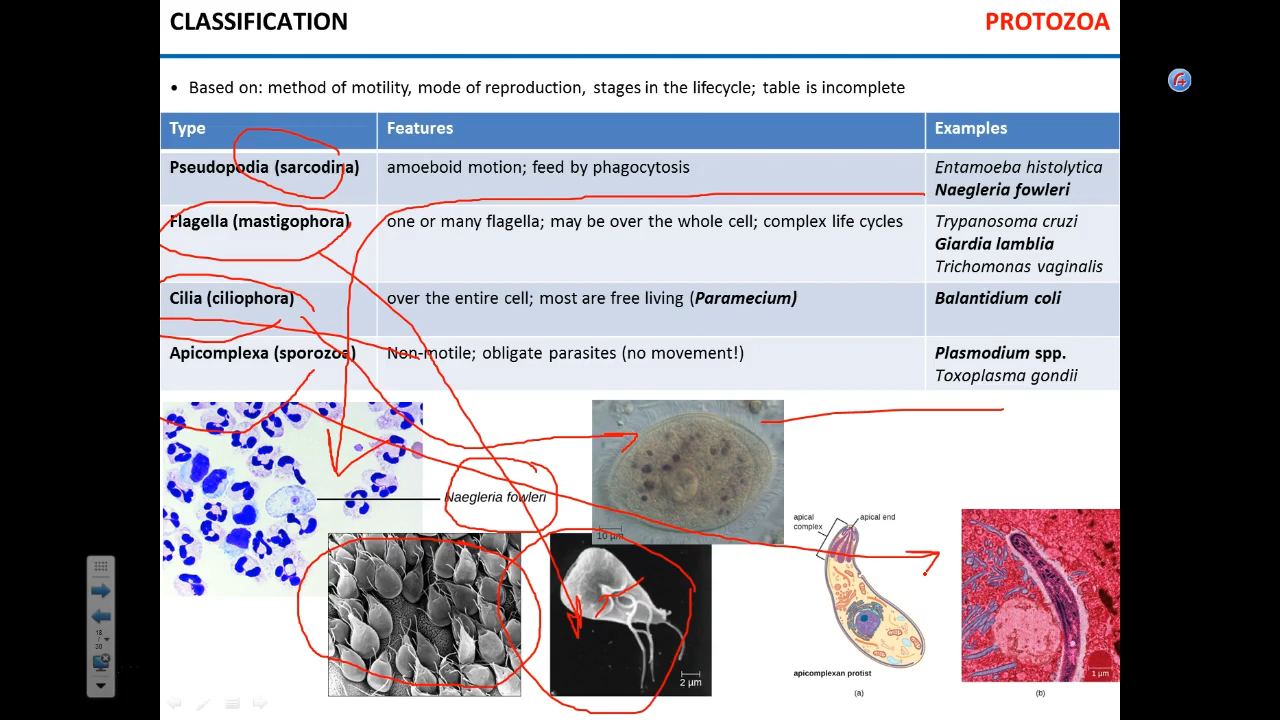 CLASSIFICATION
PROTOZOA
• Based on: method of motility, mode of reproduction, stages in the lifecycle; table is incomplete
Type Features Examples
Pseudopodia (sarcodina) amoeboid motion; feed by phagocytosis Entamoeba histolytica
Naegleria fowleri
Flagella (mastigophora) one or many flagella; may be over the whole cell; complex life cycles Trypanosoma cruzi
Giardia lamblia
Trichomonas vaginalis
Cilia (ciliophora) over the entire cell; most are free living (Paramecium) Balantidium coli
Apicomplexa (sporozoa) Non-motile; obligate parasites (no movement!) Plasmodium spp.
Toxoplasma gondii
Naegleria fowleri
10 µm
2 µm
apical complex
apical end
apicomplexan protist
(a)
1 µm
(b)
18
/
30